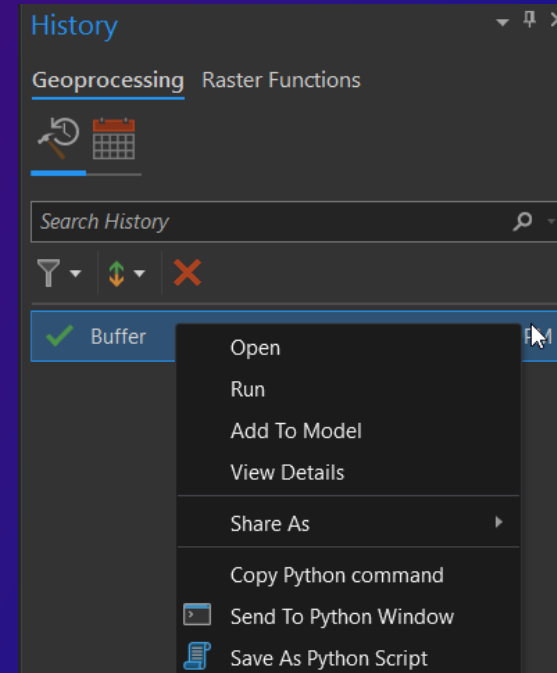 History
Geoprocessing Raster Functions
Search History
Buffer PM
Open
Run
Add To Model
View Details
Share As
Copy Python command
Send To Python Window
Save As Python Script